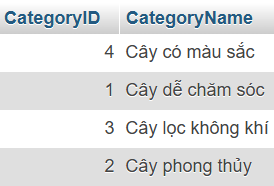 CategoryID CategoryName
4 Cây có màu sắc
1 Cây dễ chăm sóc
3 Cây lọc không khí
2 Cây phong thủy